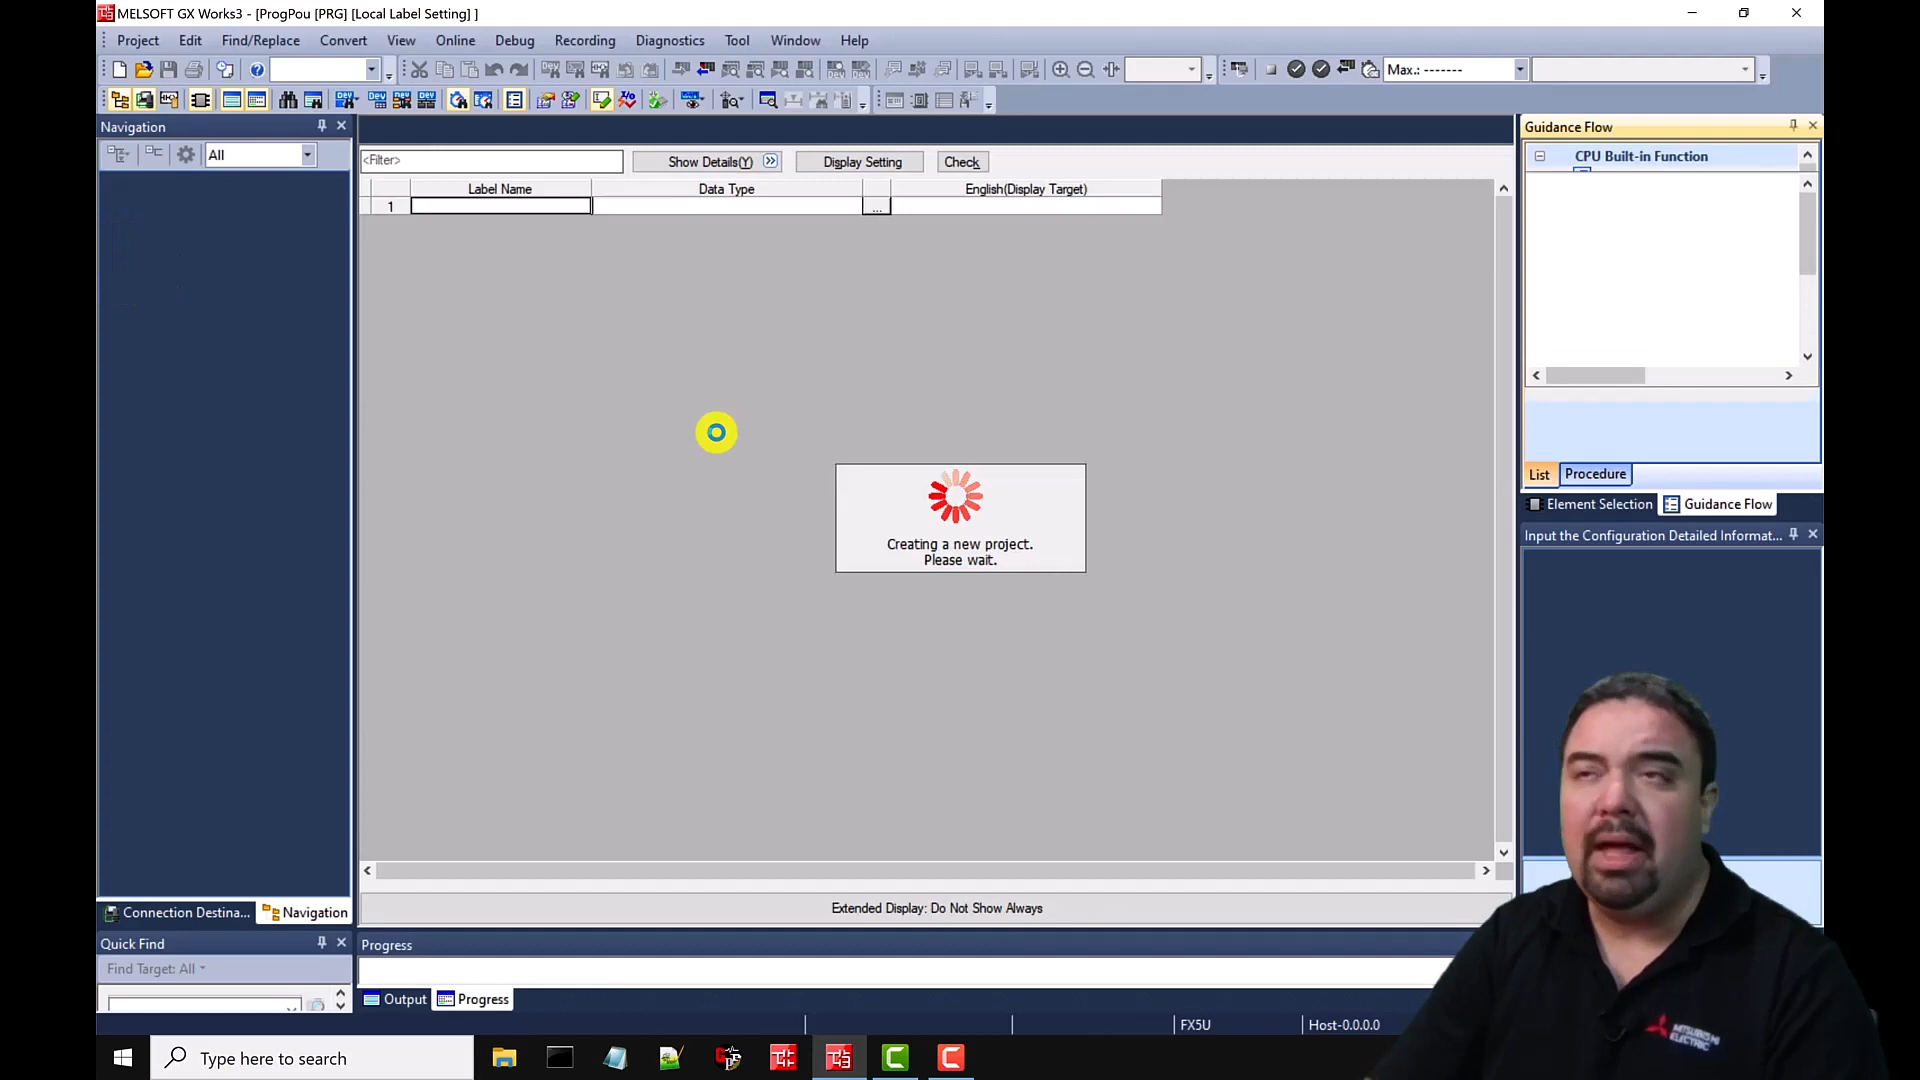 MELSOFT GX Works3 - [ProgPou [PRG] [Local Label Setting] ]
Project Edit Find/Replace Convert View Online Debug Recording Diagnostics Tool Window Help
Max.: -------
Navigation
All
<Filter>
Show Details(Y)
Display Setting
Check
Label Name Data Type English(Display Target)
1 ...
Creating a new project.
Please wait.
Extended Display: Do Not Show Always
Connection Destina... Navigation
Quick Find
Find Target: All
Progress
Output Progress
Guidance Flow
CPU Built-in Function
List Procedure
Element Selection Guidance Flow
Input the Configuration Detailed Informat...
FX5U Host-0.0.0.0
Type here to search
MITSUBISHI
ELECTRIC